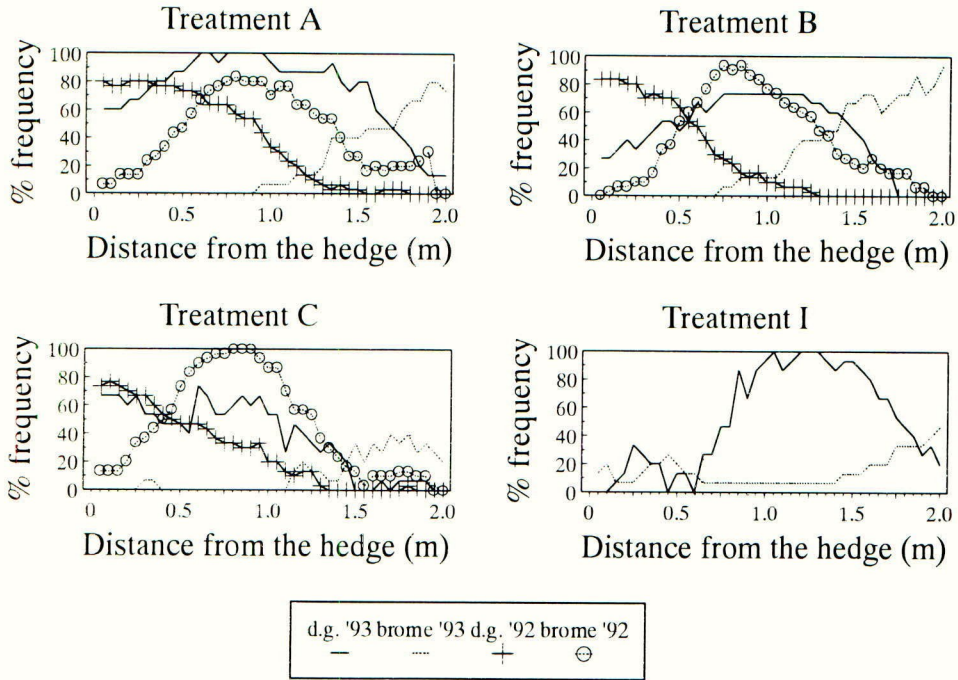 Treatment A
% frequency
100
80
60
40
20
0
0 0.5 1.0 1.5 2.0
Distance from the hedge (m)
Treatment B
% frequency
100
80
60
40
20
0
0 0.5 1.0 1.5 2.0
Distance from the hedge (m)
Treatment C
% frequency
100
80
60
40
20
0
0 0.5 1.0 1.5 2.0
Distance from the hedge (m)
Treatment I
% frequency
100
80
60
40
20
0
0 0.5 1.0 1.5 2.0
Distance from the hedge (m)
d.g. '93 brome '93 d.g. '92 brome '92